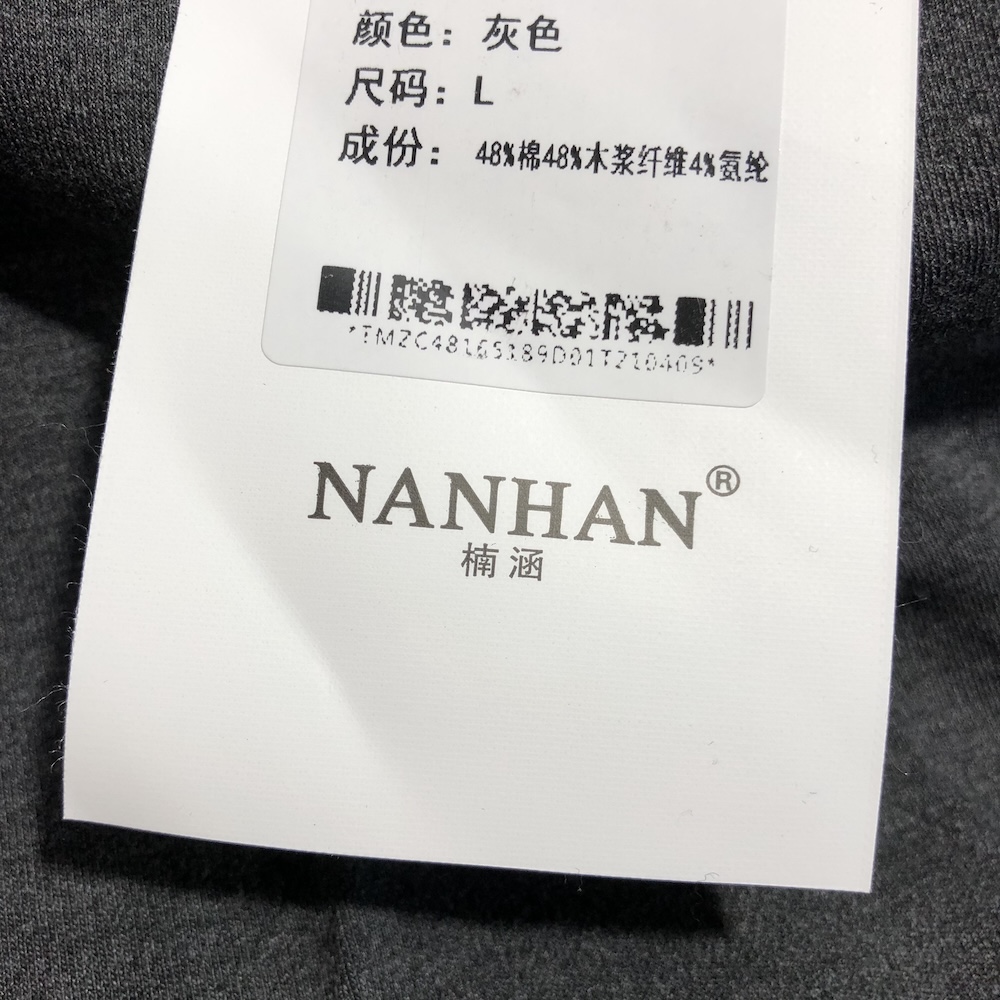 颜色：灰色
尺码：L
成份：48%棉48%木浆纤维4%氨纶
*TMZC48165189D01T210409*
NANHAN®
楠涵